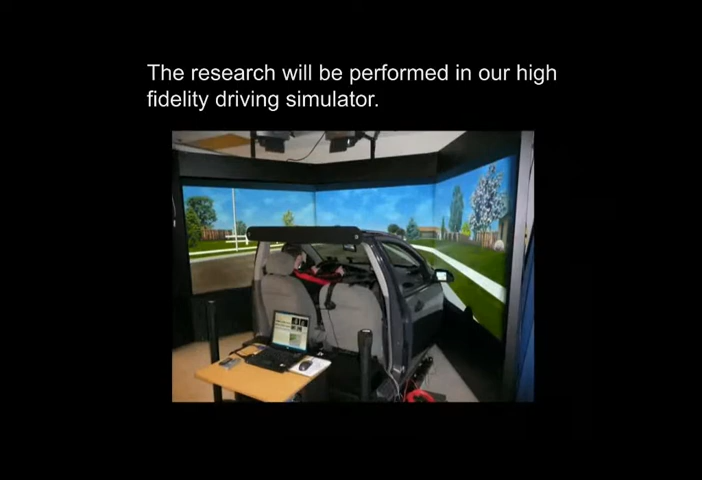 The research will be performed in our high
fidelity driving simulator.